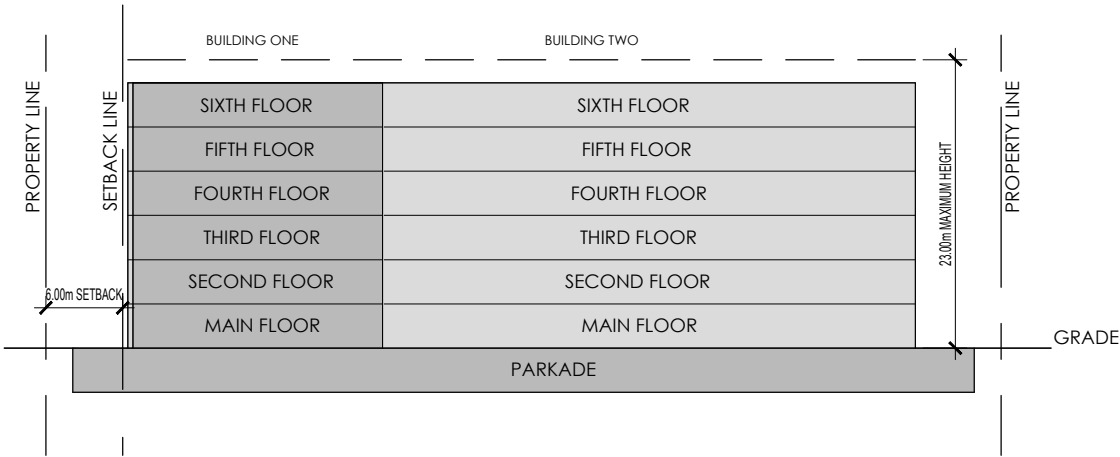 BUILDING ONE
BUILDING TWO
PROPERTY LINE
SETBACK LINE
SIXTH FLOOR
SIXTH FLOOR
FIFTH FLOOR
FIFTH FLOOR
FOURTH FLOOR
FOURTH FLOOR
THIRD FLOOR
THIRD FLOOR
SECOND FLOOR
SECOND FLOOR
MAIN FLOOR
MAIN FLOOR
6.00m SETBACK
23.00m MAXIMUM HEIGHT
PROPERTY LINE
GRADE
PARKADE